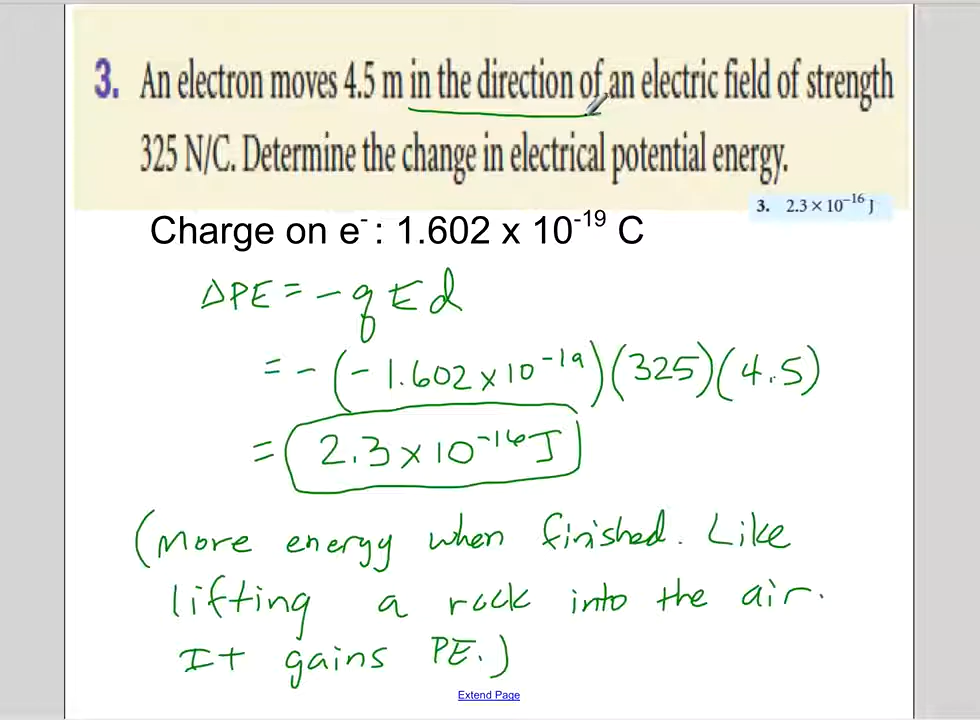 3. An electron moves 4.5 m in the direction of an electric field of strength
325 N/C. Determine the change in electrical potential energy.
3. 2.3 × 10⁻¹⁶ J
Charge on e⁻ : 1.602 x 10⁻¹⁹ C
ΔPE = - q E d
= - (- 1.602 x 10⁻¹⁹) (325) (4.5)
= 2.3 x 10⁻¹⁶ J
(More energy when finished. Like
lifting a rock into the air.
It gains PE.)
Extend Page